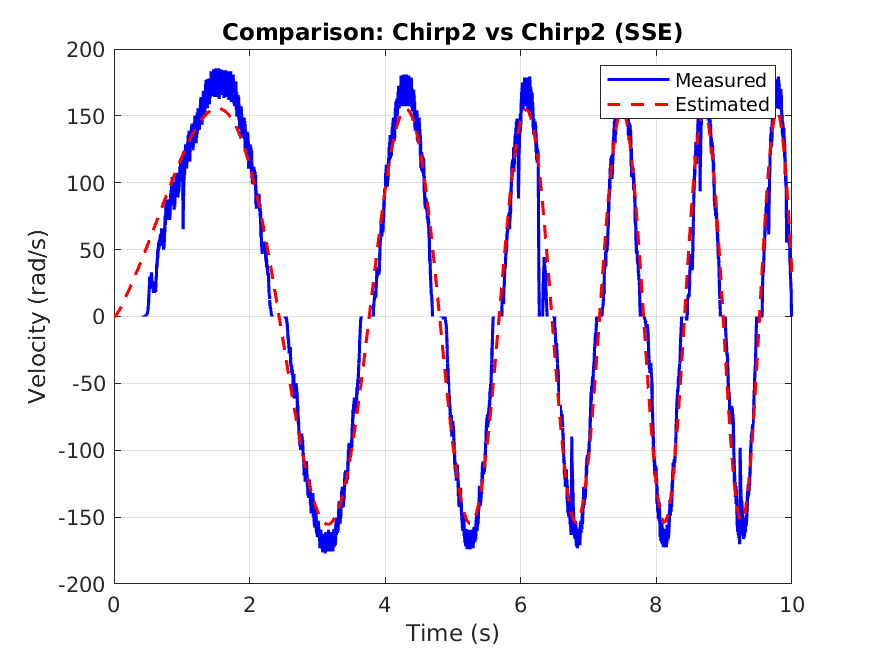 Comparison: Chirp2 vs Chirp2 (SSE)
Measured
Estimated
200
150
100
50
0
-50
-100
-150
-200
Velocity (rad/s)
0 2 4 6 8 10
Time (s)